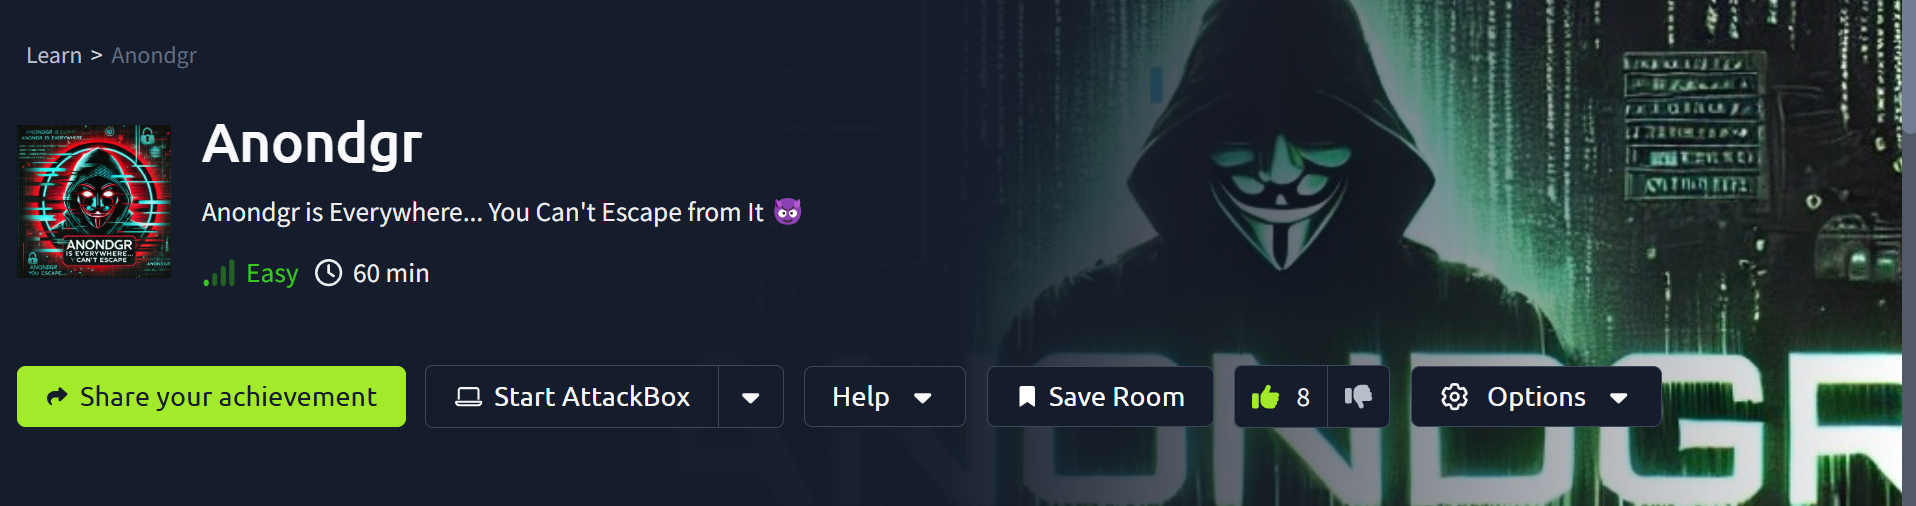 Learn > Anondgr
Anondgr
Anondgr is Everywhere... You Can't Escape from It 😈
Easy 60 min
ANONDGR
IS EVERYWHERE...
CAN'T ESCAPE
Share your achievement Start AttackBox Help Save Room 8 Options
ANONDGR